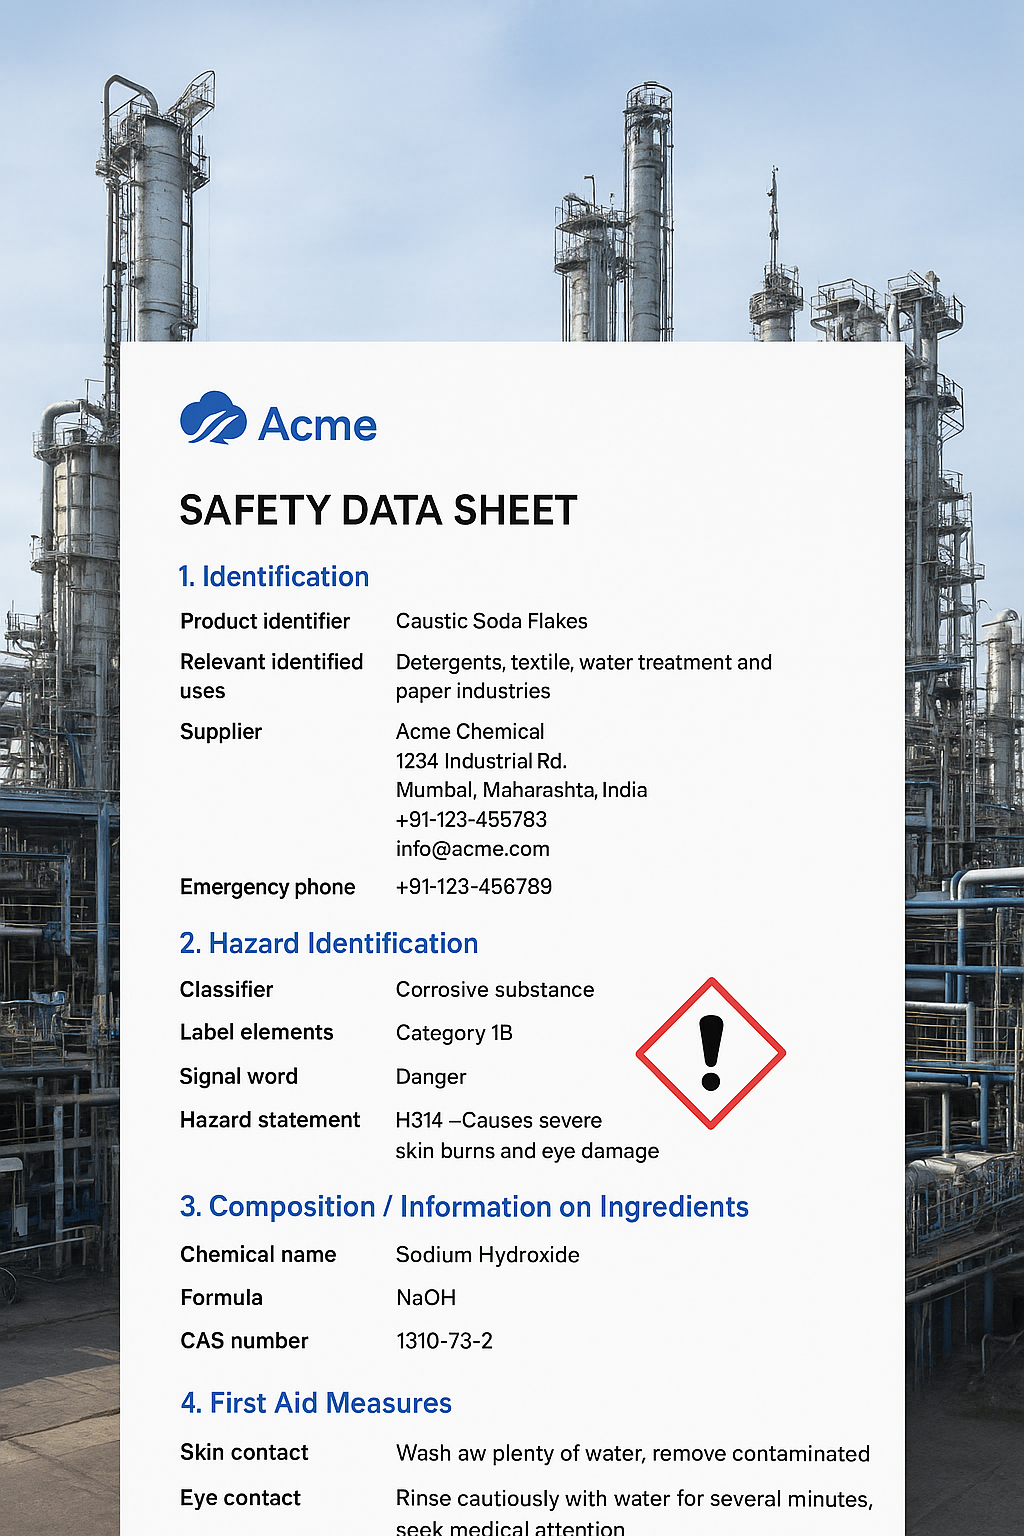 Acme
SAFETY DATA SHEET
1. Identification
Product identifier Caustic Soda Flakes
Relevant identified uses Detergents, textile, water treatment and
paper industries
Supplier Acme Chemical
1234 Industrial Rd.
Mumbal, Maharashta, India
+91-123-455783
info@acme.com
Emergency phone +91-123-456789
2. Hazard Identification
Classifier Corrosive substance
Label elements Category 1B
Signal word Danger
Hazard statement H314 –Causes severe
skin burns and eye damage
3. Composition / Information on Ingredients
Chemical name Sodium Hydroxide
Formula NaOH
CAS number 1310-73-2
4. First Aid Measures
Skin contact Wash aw plenty of water, remove contaminated
Eye contact Rinse cautiously with water for several minutes,
seek medical attention